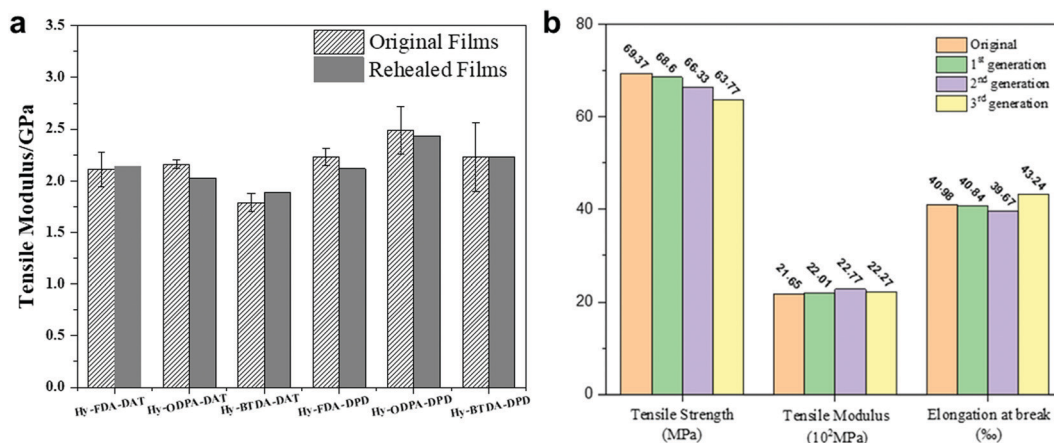 a
Tensile Modulus/GPa
3.5
3.0
2.5
2.0
1.5
1.0
0.5
0.0
Original Films
Rehealed Films
Hy-FDA-DAT
Hy-ODPA-DAT
Hy-BTDA-DAT
Hy-FDA-DPD
Hy-ODPA-DPD
Hy-BTDA-DPD
b
80
60
40
20
0
Original
1st generation
2nd generation
3rd generation
69.37
68.6
66.33
63.77
21.65
22.01
22.77
22.27
40.98
40.84
39.67
43.24
Tensile Strength
(MPa)
Tensile Modulus
(10²MPa)
Elongation at break
(‰)